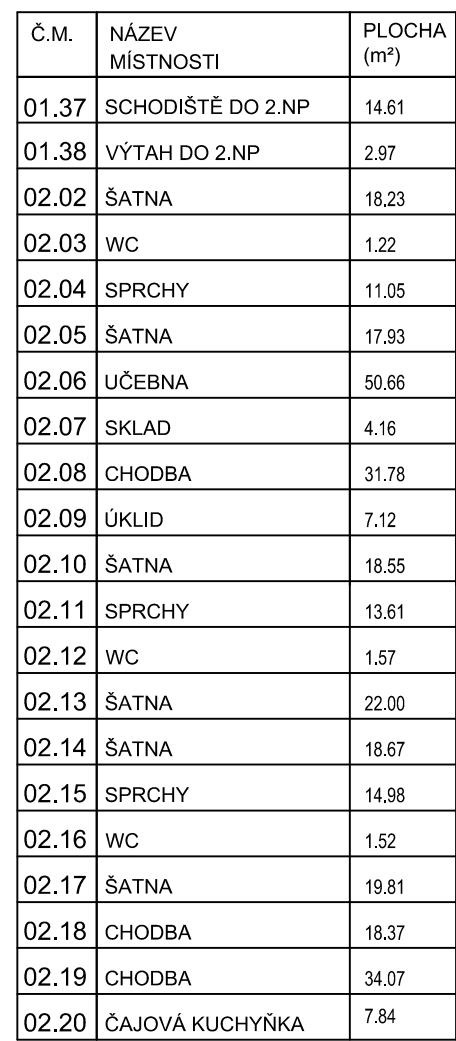 Č.M. NÁZEV MÍSTNOSTI PLOCHA (m²)
01.37 SCHODIŠTĚ DO 2.NP 14.61
01.38 VÝTAH DO 2.NP 2.97
02.02 ŠATNA 18.23
02.03 WC 1.22
02.04 SPRCHY 11.05
02.05 ŠATNA 17.93
02.06 UČEBNA 50.66
02.07 SKLAD 4.16
02.08 CHODBA 31.78
02.09 ÚKLID 7.12
02.10 ŠATNA 18.55
02.11 SPRCHY 13.61
02.12 WC 1.57
02.13 ŠATNA 22.00
02.14 ŠATNA 18.67
02.15 SPRCHY 14.98
02.16 WC 1.52
02.17 ŠATNA 19.81
02.18 CHODBA 18.37
02.19 CHODBA 34.07
02.20 ČAJOVÁ KUCHYŇKA 7.84